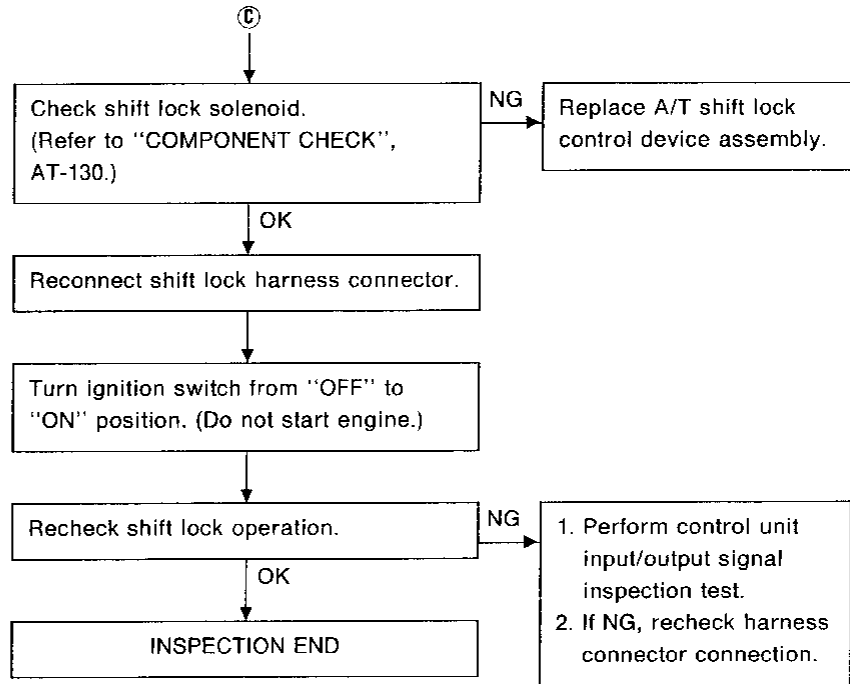 Ⓒ
Check shift lock solenoid.
(Refer to "COMPONENT CHECK",
AT-130.)
NG
Replace A/T shift lock
control device assembly.
OK
Reconnect shift lock harness connector.
Turn ignition switch from "OFF" to
"ON" position. (Do not start engine.)
Recheck shift lock operation.
NG
1. Perform control unit
input/output signal
inspection test.
2. If NG, recheck harness
connector connection.
OK
INSPECTION END